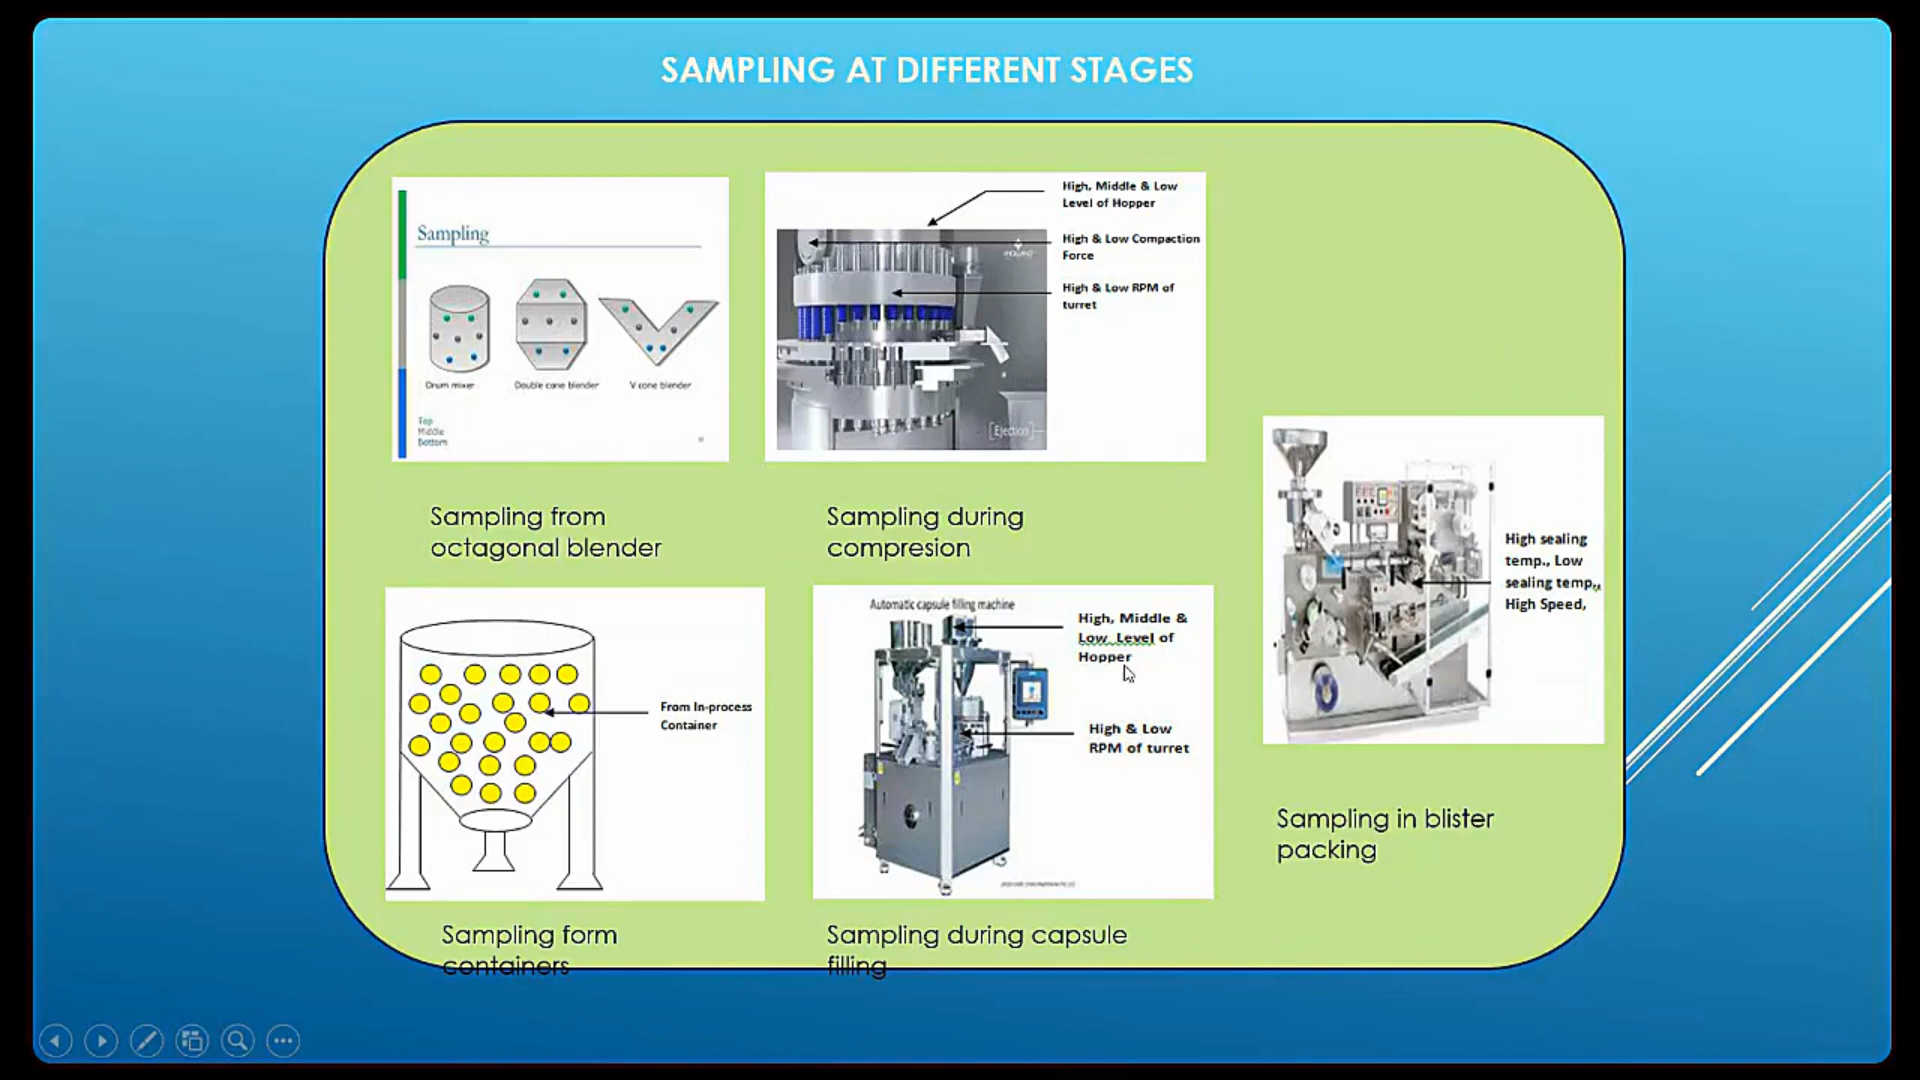 SAMPLING AT DIFFERENT STAGES
Sampling
Drum mixer
Double cone blender
V cone blender
Top
Middle
Bottom
Sampling from
octagonal blender
High, Middle & Low
Level of Hopper
High & Low Compaction
Force
High & Low RPM of
turret
[Ejection]
Sampling during
compresion
From In-process
Container
Sampling form
containers
Automatic capsule filling machine
High, Middle &
Low Level of
Hopper
High & Low
RPM of turret
Sampling during capsule
filling
High sealing
temp., Low
sealing temp.,
High Speed,
Sampling in blister
packing